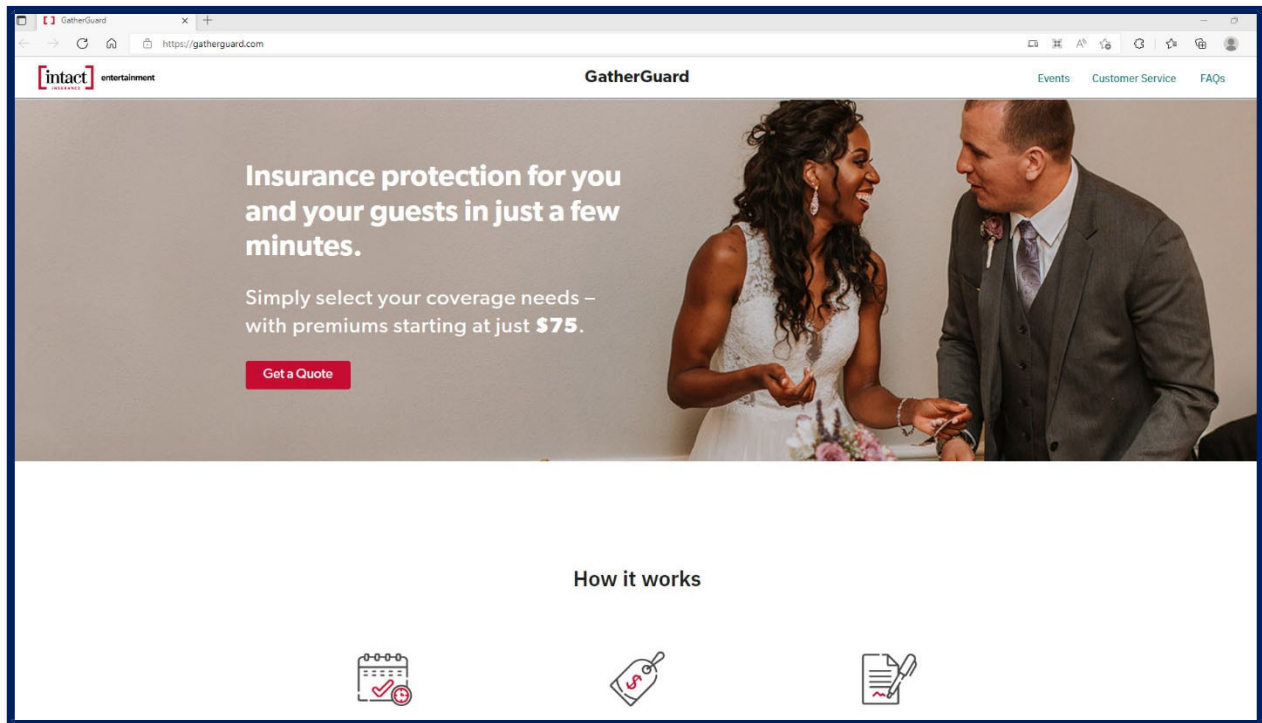 GatherGuard
https://gatherguard.com
intact
INSURANCE
entertainment
GatherGuard
Events Customer Service FAQs
Insurance protection for you
and your guests in just a few
minutes.
Simply select your coverage needs –
with premiums starting at just $75.
Get a Quote
How it works